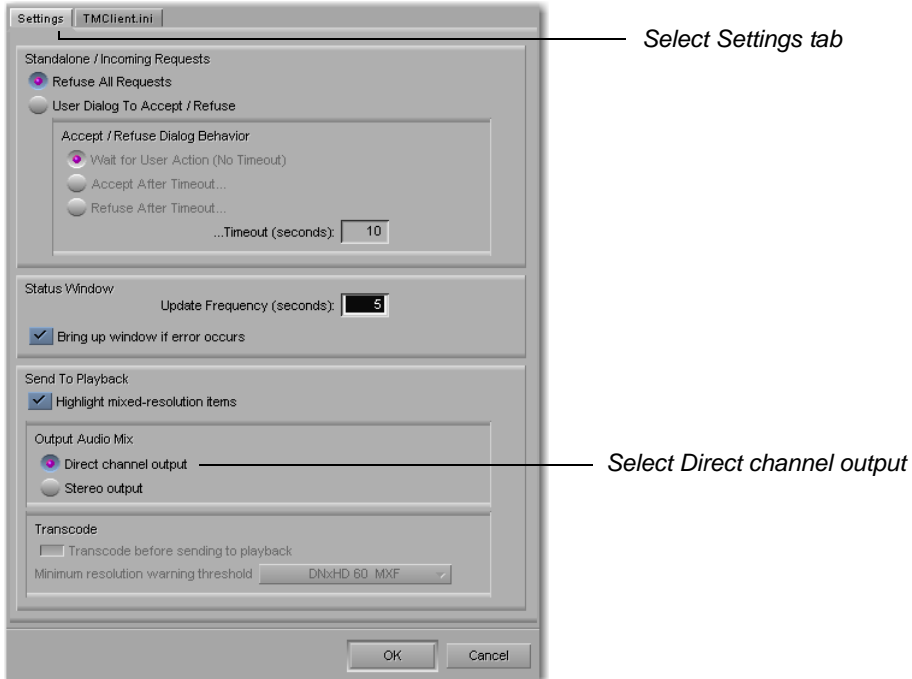 Settings TMClient.ini
Select Settings tab
Standalone / Incoming Requests
Refuse All Requests
User Dialog To Accept / Refuse
Accept / Refuse Dialog Behavior
Wait for User Action (No Timeout)
Accept After Timeout...
Refuse After Timeout...
...Timeout (seconds): 10
Status Window
Update Frequency (seconds): 5
Bring up window if error occurs
Send To Playback
Highlight mixed-resolution items
Output Audio Mix
Direct channel output
Select Direct channel output
Stereo output
Transcode
Transcode before sending to playback
Minimum resolution warning threshold DNxHD 60 MXF
OK Cancel